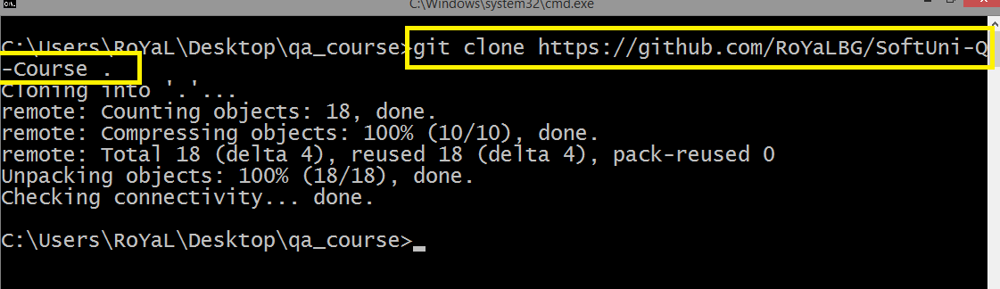 C:\Windows\system32\cmd.exe
C:\Users\RoYaL\Desktop\qa_course>git clone https://github.com/RoYaLBG/SoftUni-Q
-Course .
Cloning into '.'...
remote: Counting objects: 18, done.
remote: Compressing objects: 100% (10/10), done.
remote: Total 18 (delta 4), reused 18 (delta 4), pack-reused 0
Unpacking objects: 100% (18/18), done.
Checking connectivity... done.
C:\Users\RoYaL\Desktop\qa_course>